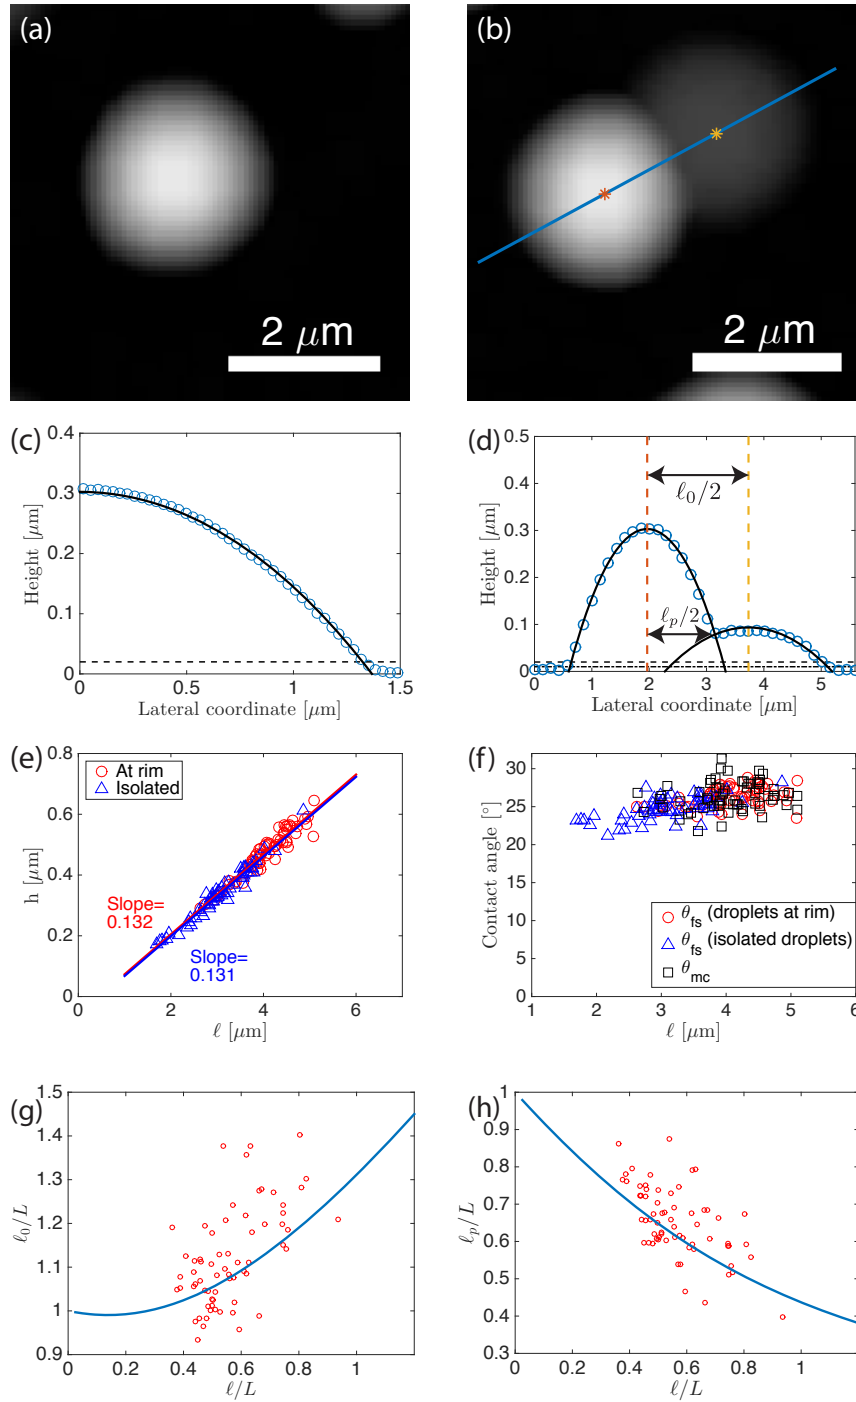 (a)
2 μm
(b)
2 μm
(c)
0.4
0.3
0.2
0.1
0
Height [μm]
0
0.5
1
1.5
Lateral coordinate [μm]
(d)
0.5
0.4
0.3
0.2
0.1
0
Height [μm]
ℓ₀/2
ℓₚ/2
0 1 2 3 4 5
Lateral coordinate [μm]
(e)
0.8
0.6
0.4
0.2
0
h [μm]
At rim
Isolated
Slope=
0.132
Slope=
0.131
0 2 4 6
ℓ [μm]
(f)
30
25
20
15
10
5
0
Contact angle [°]
θfs (droplets at rim)
θfs (isolated droplets)
θmc
1 2 3 4 5 6
ℓ [μm]
(g)
1.5
1.4
1.3
1.2
1.1
1
0.9
ℓ₀/L
0 0.2 0.4 0.6 0.8 1
ℓ/L
(h)
1
0.9
0.8
0.7
0.6
0.5
0.4
0.3
ℓₚ/L
0 0.2 0.4 0.6 0.8 1
ℓ/L